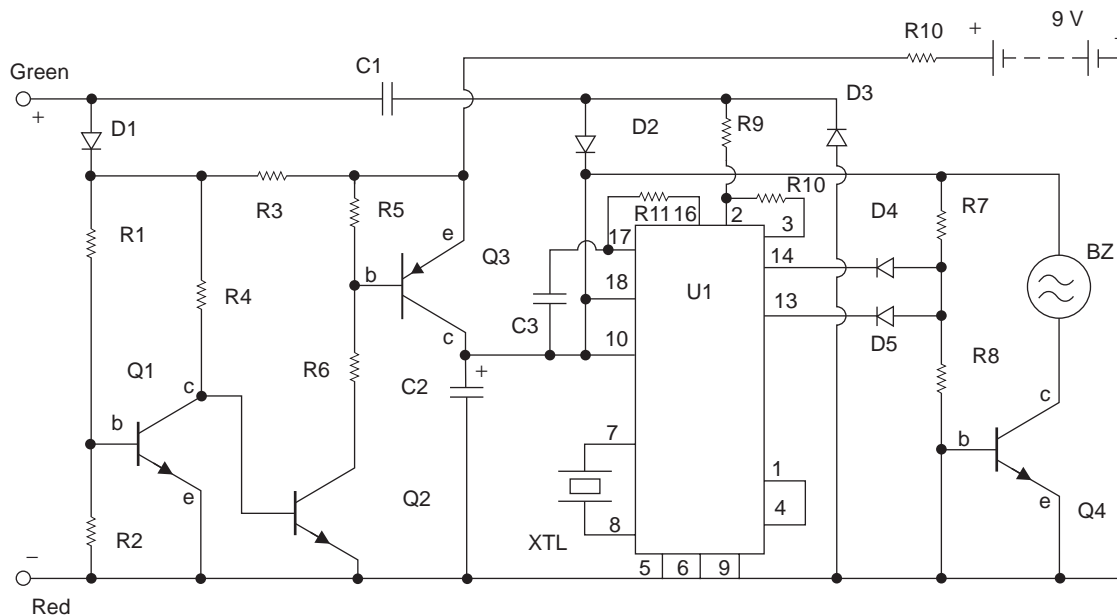 9 V
R10
+
–
C1
Green
+
D1
D2
R9
D3
R3
R5
R10
R11
16
2
3
D4
R7
R1
e
Q3
17
14
BZ
b
18
U1
R4
13
C3
c
10
D5
R6
C2
+
R8
Q1
c
c
b
7
b
e
1
Q2
4
e
Q4
R2
XTL
8
–
5
6
9
Red